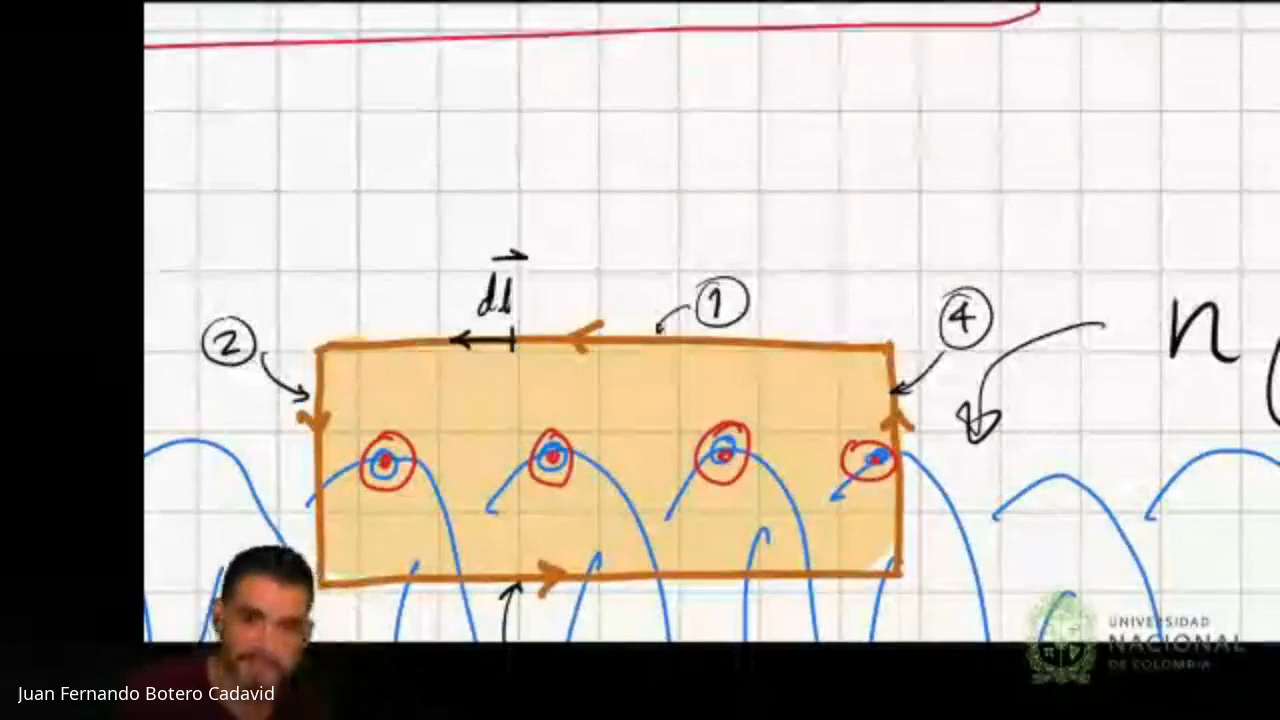 dl
①
②
④
n
UNIVERSIDAD
NACIONAL
DE COLOMBIA
Juan Fernando Botero Cadavid